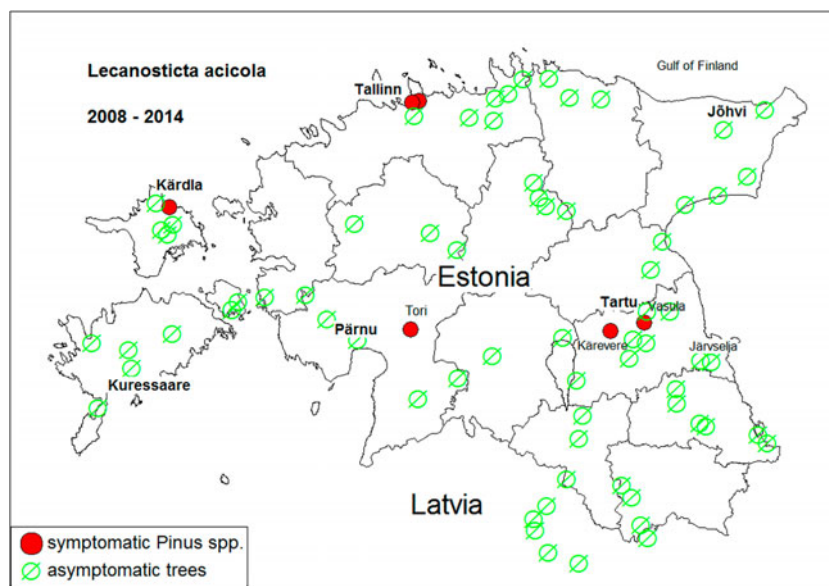 Lecanosticta acicola
Gulf of Finland
Tallinn
2008 - 2014
Jõhvi
Kärdla
Estonia
Tartu
Vasula
Tori
Pärnu
Kärevere
Järvselja
Kuressaare
Latvia
symptomatic Pinus spp.
asymptomatic trees